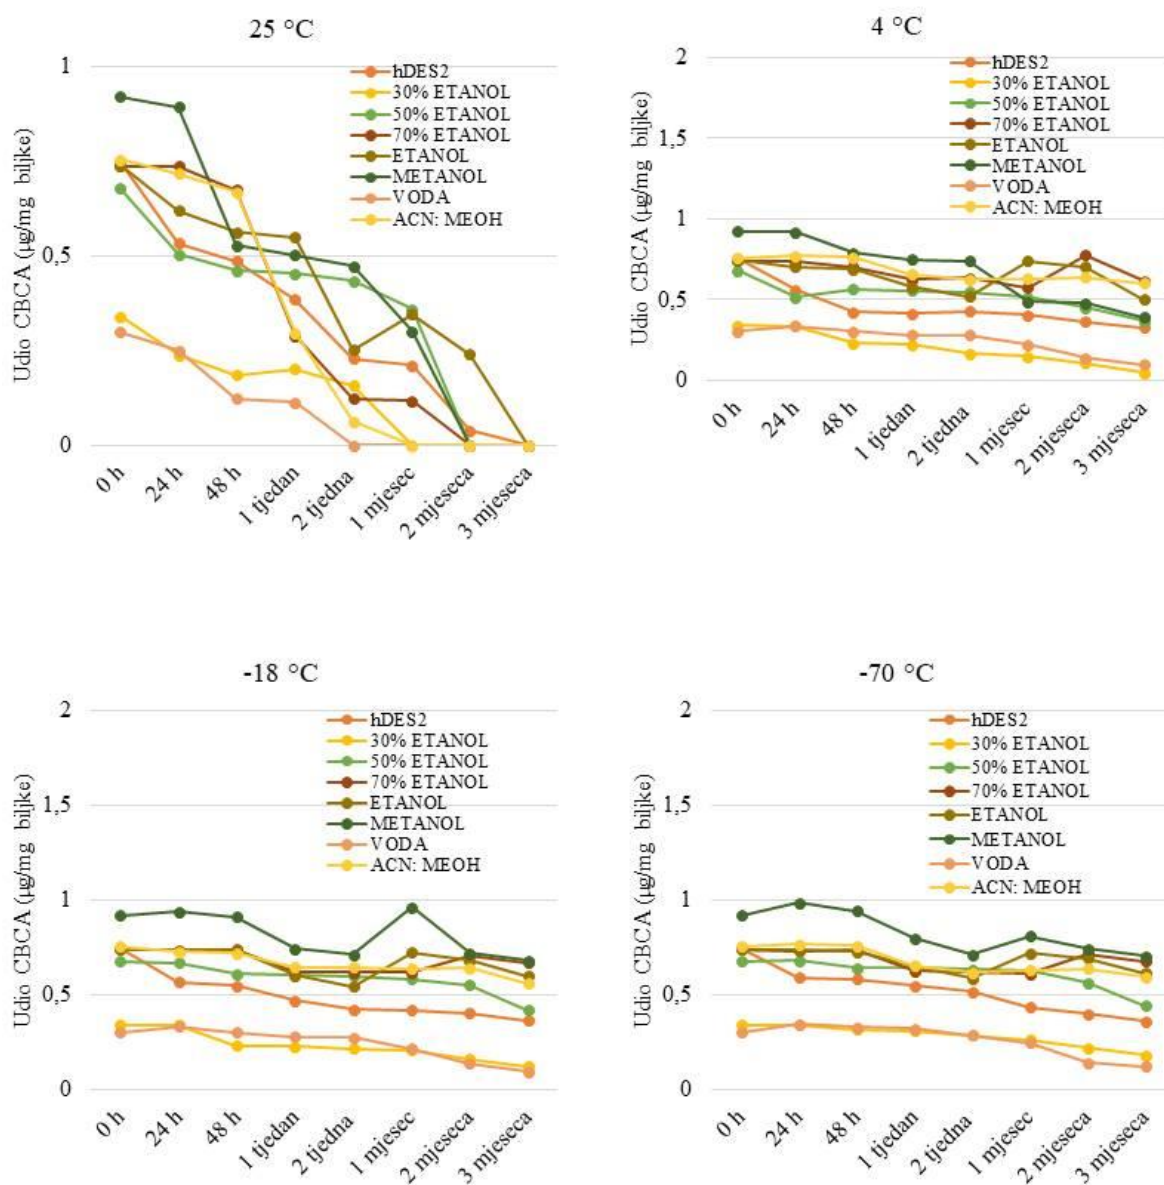 25 °C
1
0,5
0
Udio CBCA (µg/mg biljke)
hDES2
30% ETANOL
50% ETANOL
70% ETANOL
ETANOL
METANOL
VODA
ACN: MEOH
0 h
24 h
48 h
1 tjedan
2 tjedna
1 mjesec
2 mjeseca
3 mjeseca
4 °C
2
1,5
1
0,5
0
Udio CBCA (µg/mg biljke)
hDES2
30% ETANOL
50% ETANOL
70% ETANOL
ETANOL
METANOL
VODA
ACN: MEOH
0 h
24 h
48 h
1 tjedan
2 tjedna
1 mjesec
2 mjeseca
3 mjeseca
-18 °C
2
1,5
1
0,5
0
Udio CBCA (µg/mg biljke)
hDES2
30% ETANOL
50% ETANOL
70% ETANOL
ETANOL
METANOL
VODA
ACN: MEOH
0 h
24 h
48 h
1 tjedan
2 tjedna
1 mjesec
2 mjeseca
3 mjeseca
-70 °C
2
1,5
1
0,5
0
Udio CBCA (µg/mg biljke)
hDES2
30% ETANOL
50% ETANOL
70% ETANOL
ETANOL
METANOL
VODA
ACN: MEOH
0 h
24 h
48 h
1 tjedan
2 tjedna
1 mjesec
2 mjeseca
3 mjeseca